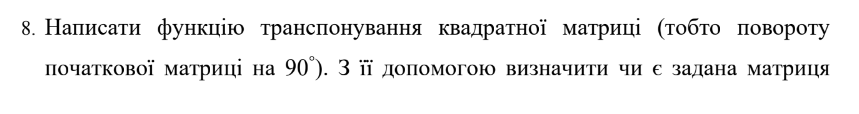 8. Написати функцію транспонування квадратної матриці (тобто повороту
початкової матриці на 90°). З її допомогою визначити чи є задана матриця